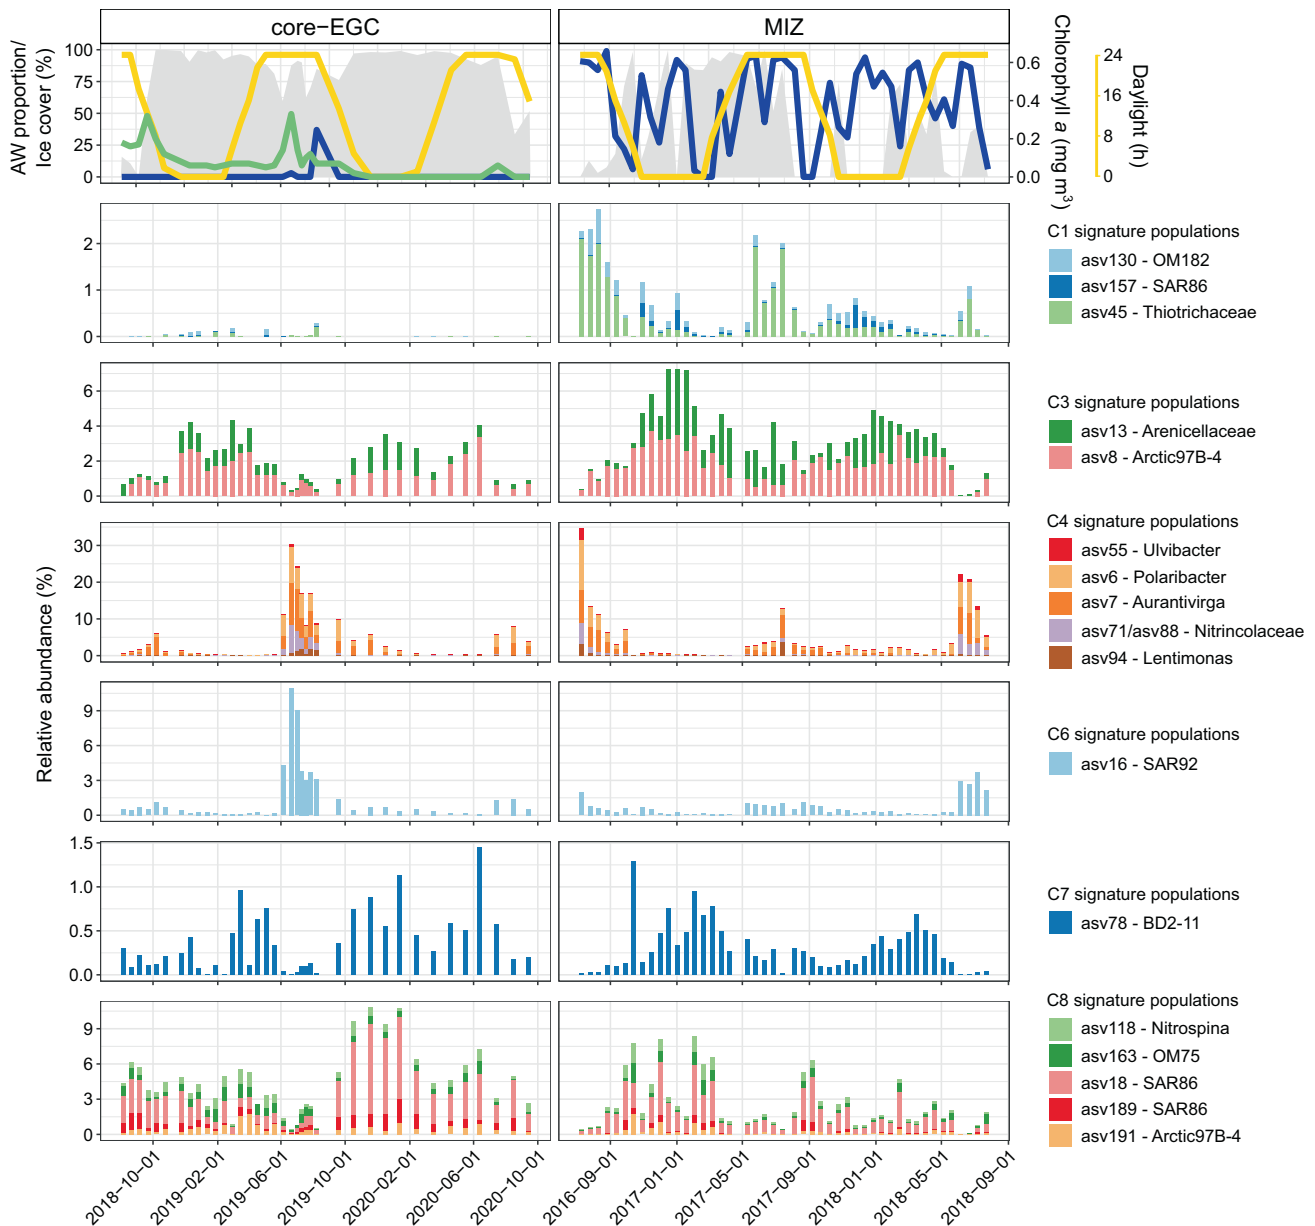 core−EGC
MIZ
AW proportion/
Ice cover (%)
100
75
50
25
0
0.6
0.4
0.2
0.0
Chlorophyll a (mg m3)
24
16
8
0
Daylight (h)
Relative abundance (%)
2
1
0
C1 signature populations
asv130 - OM182
asv157 - SAR86
asv45 - Thiotrichaceae
6
4
2
0
C3 signature populations
asv13 - Arenicellaceae
asv8 - Arctic97B-4
30
20
10
0
C4 signature populations
asv55 - Ulvibacter
asv6 - Polaribacter
asv7 - Aurantivirga
asv71/asv88 - Nitrincolaceae
asv94 - Lentimonas
9
6
3
0
C6 signature populations
asv16 - SAR92
1.5
1.0
0.5
0.0
C7 signature populations
asv78 - BD2-11
9
6
3
0
C8 signature populations
asv118 - Nitrospina
asv163 - OM75
asv18 - SAR86
asv189 - SAR86
asv191 - Arctic97B-4
2018−10−01
2019−02−01
2019−06−01
2019−10−01
2020−02−01
2020−06−01
2020−10−01
2016−09−01
2017−01−01
2017−05−01
2017−09−01
2018−01−01
2018−05−01
2018−09−01